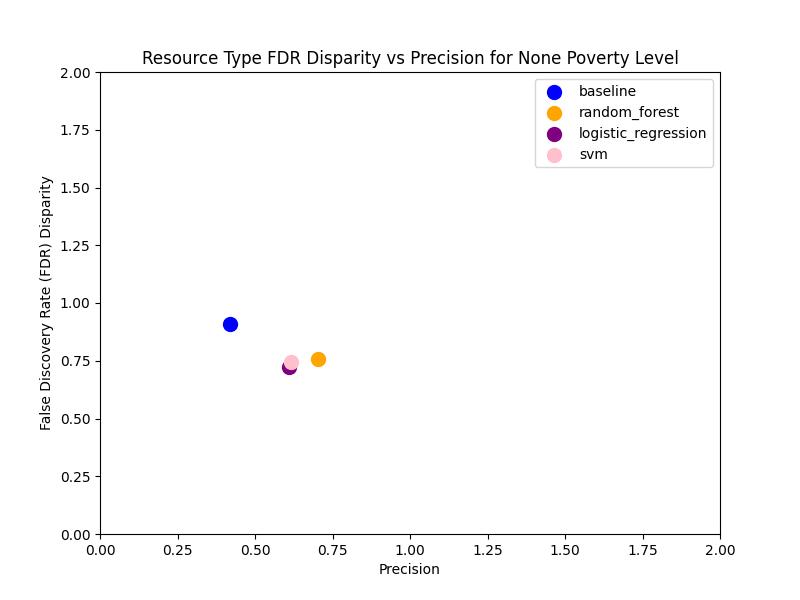 Resource Type FDR Disparity vs Precision for None Poverty Level
2.00
1.75
1.50
1.25
1.00
0.75
0.50
0.25
0.00
False Discovery Rate (FDR) Disparity
baseline
random_forest
logistic_regression
svm
0.00 0.25 0.50 0.75 1.00 1.25 1.50 1.75 2.00
Precision